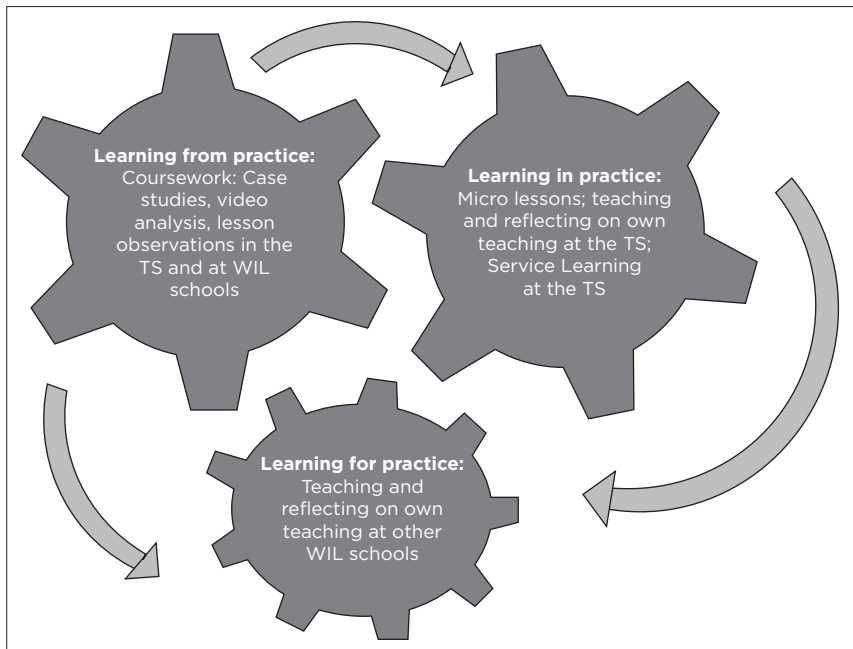 Learning from practice:
Coursework: Case
studies, video
analysis, lesson
observations in the
TS and at WIL
schools
Learning in practice:
Micro lessons; teaching
and reflecting on own
teaching at the TS;
Service Learning
at the TS
Learning for practice:
Teaching and
reflecting on own
teaching at other
WIL schools